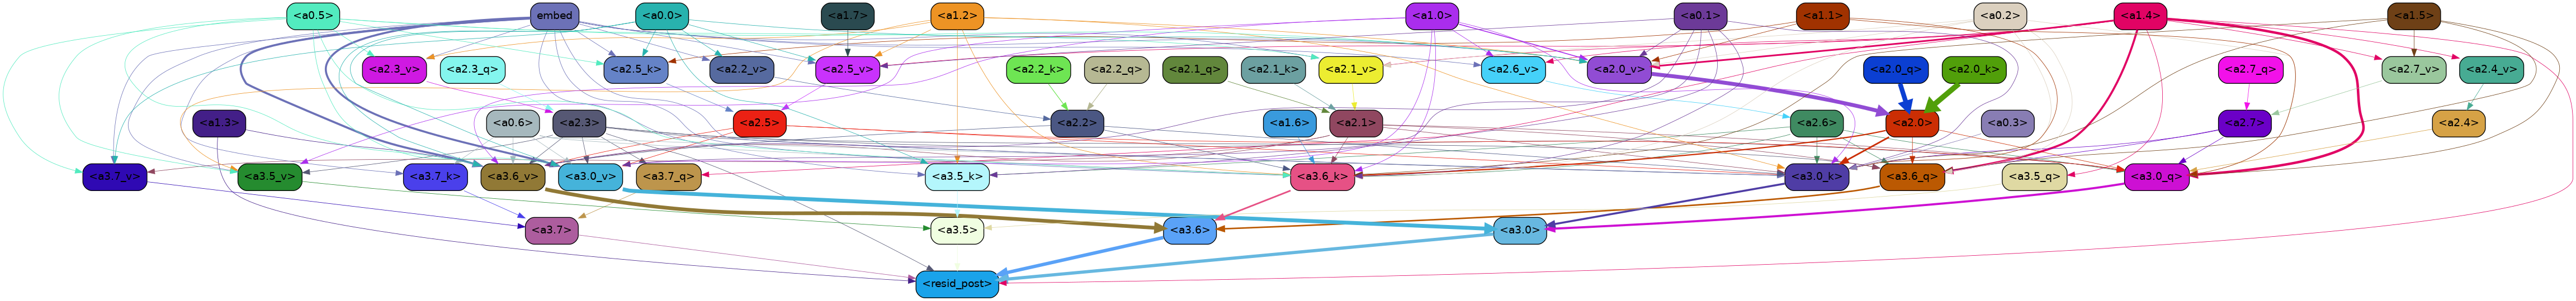 <a0.5> embed <a0.0> <a1.7> <a1.2> <a1.0> <a0.1> <a1.1> <a0.2> <a1.4> <a1.5>
<a2.3_v> <a2.3_q> <a2.5_k> <a2.2_v> <a2.5_v> <a2.2_k> <a2.2_q> <a2.1_q> <a2.1_k> <a2.1_v> <a2.6_v> <a2.0_v> <a2.0_q> <a2.0_k> <a2.7_q> <a2.7_v> <a2.4_v>
<a1.3> <a0.6> <a2.3> <a2.5> <a2.2> <a1.6> <a2.1> <a2.6> <a2.0> <a0.3> <a2.7> <a2.4>
<a3.7_v> <a3.5_v> <a3.7_k> <a3.6_v> <a3.0_v> <a3.7_q> <a3.5_k> <a3.6_k> <a3.0_k> <a3.6_q> <a3.5_q> <a3.0_q>
<a3.7> <a3.5> <a3.6> <a3.0>
<resid_post>